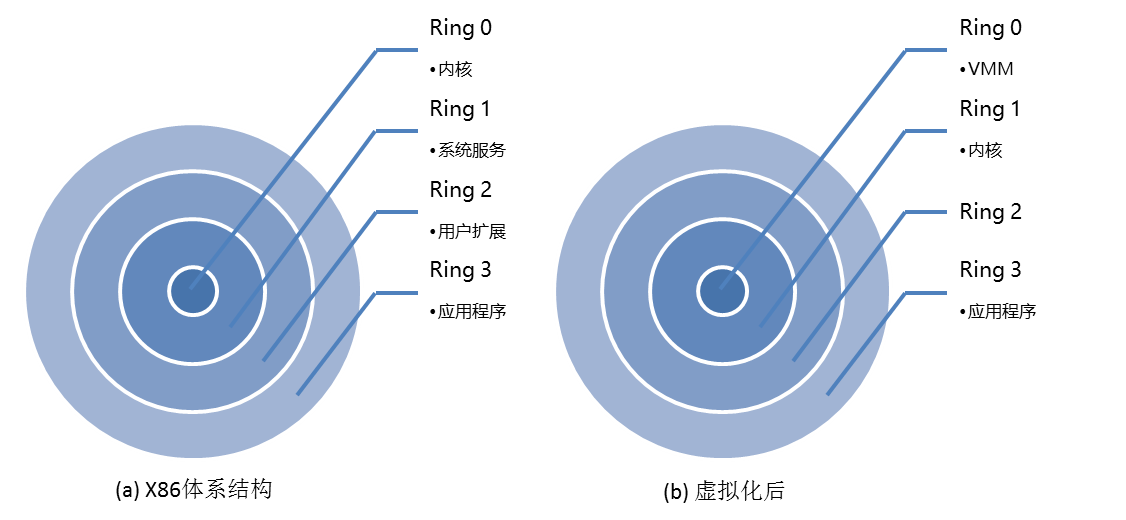 Ring 0
•内核
Ring 1
•系统服务
Ring 2
•用户扩展
Ring 3
•应用程序
(a) X86体系结构
Ring 0
•VMM
Ring 1
•内核
Ring 2
Ring 3
•应用程序
(b) 虚拟化后